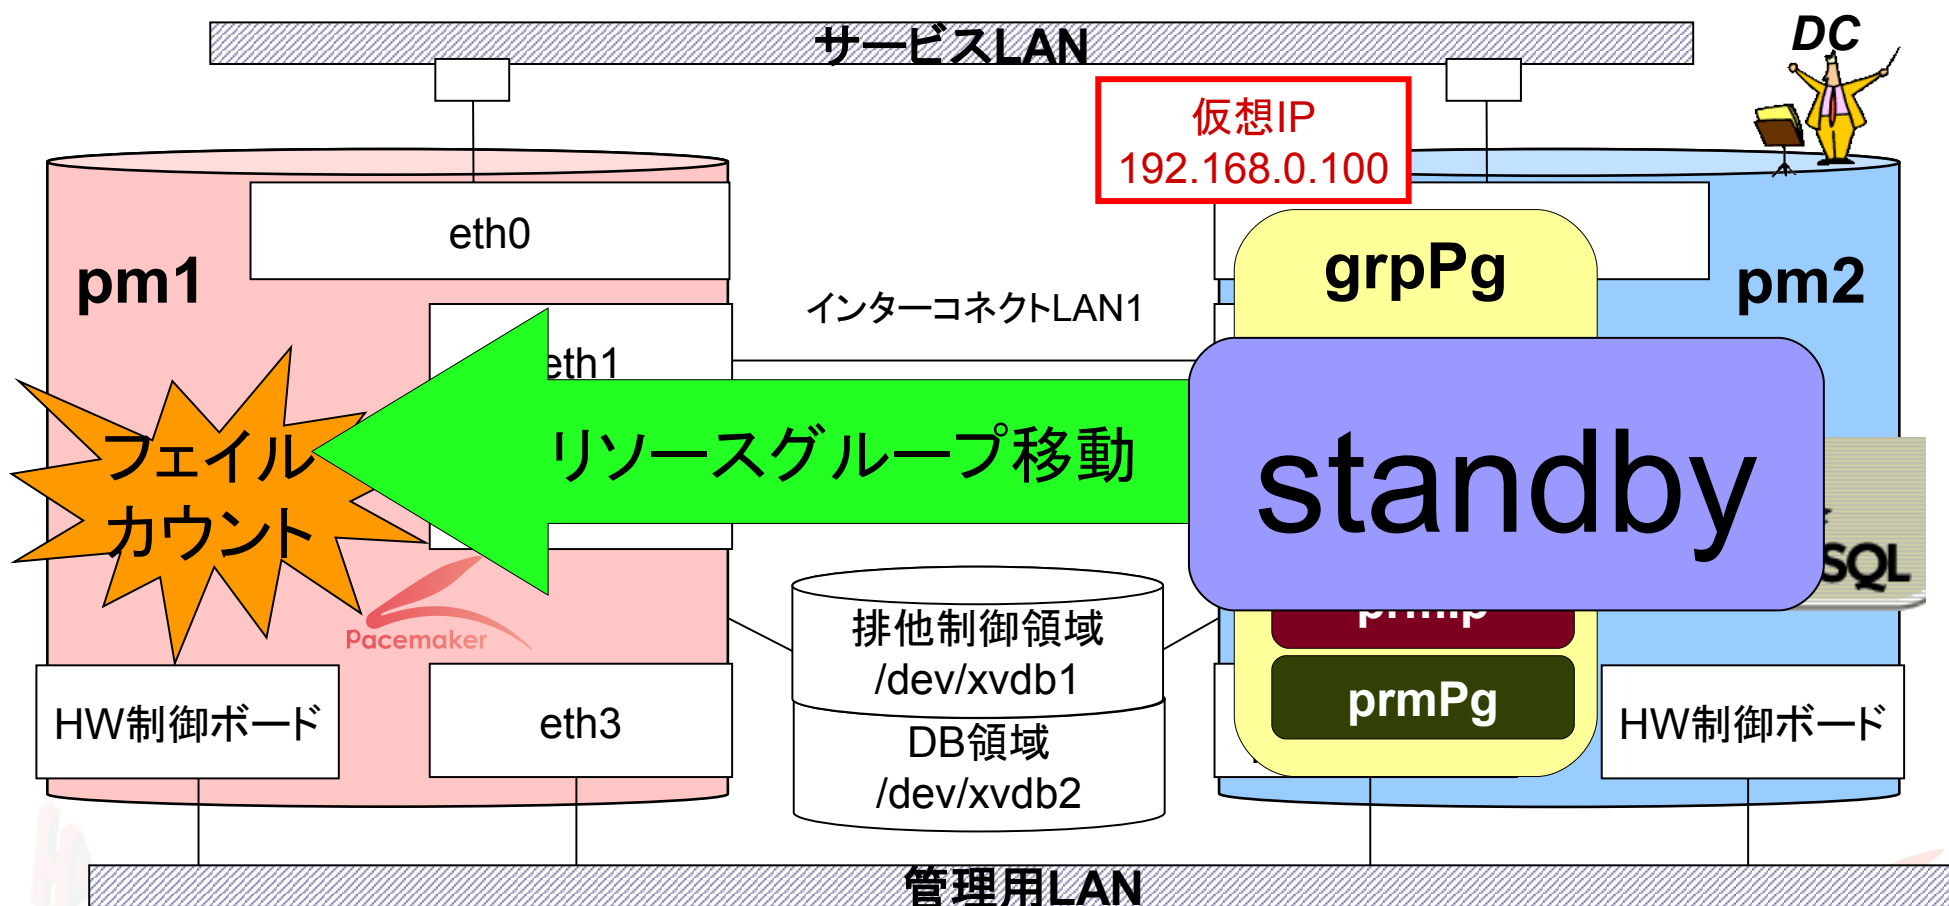 サービスLAN
DC
仮想IP
192.168.0.100
eth0
pm1
grpPg
pm2
インターコネクトLAN1
eth1
フェイル
カウント
リソースグループ移動
standby
SQL
Pacemaker
排他制御領域
/dev/xvdb1
prmIp
prmPg
HW制御ボード
eth3
DB領域
/dev/xvdb2
HW制御ボード
管理用LAN